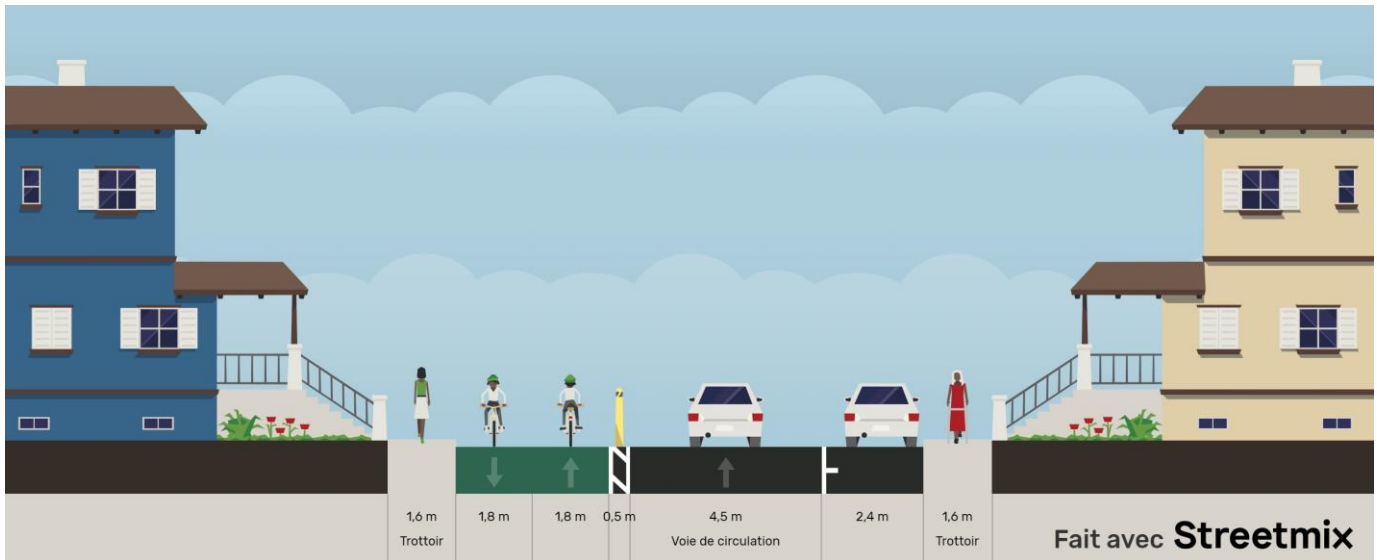 1,6 m 1,8 m 1,8 m 0,5 m 4,5 m 2,4 m 1,6 m
Trottoir Voie de circulation Trottoir
Fait avec Streetmix